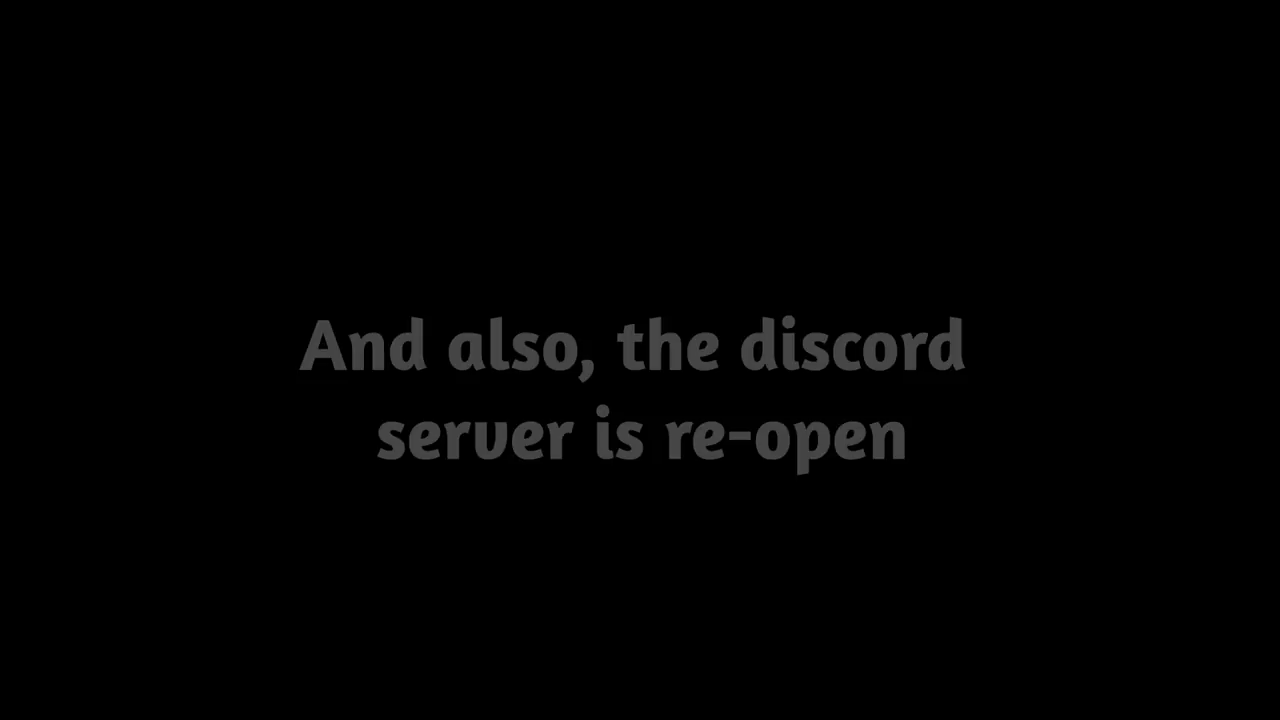 And also, the discord
server is re-open